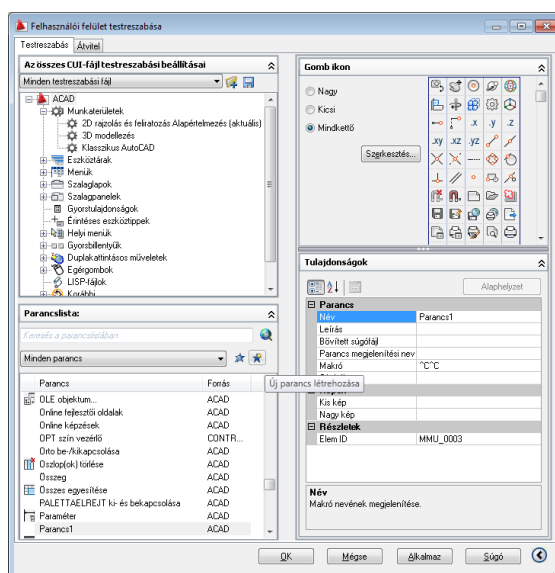 Felhasználói felület testreszabása
Testreszabás Átvitel
Az összes CUI-fájl testreszabási beállításai
Minden testreszabási fájl
ACAD
Munkaterületek
2D rajzolás és feliratozás Alapértelmezés (aktuális)
3D modellezés
Klasszikus AutoCAD
Eszköztárak
Menük
Szalaglapok
Szalagpanelek
Gyorstulajdonságok
Érintéses eszköztippek
Helyi menük
Gyorsbillentyűk
Duplakattintásos műveletek
Egérgombok
LISP-fájlok
Korábbi
Parancslista:
Keresés a parancslistában
Minden parancs
Új parancs létrehozása
Parancs Forrás
OLE objektum... ACAD
Online fejlesztői oldalak ACAD
Online képzések ACAD
OPT szín vezérlő CONTR...
Orto be-/kikapcsolása ACAD
Oszlop(ok) törlése ACAD
Összeg ACAD
Összes egyesítése ACAD
PALETTAELREJT ki- és bekapcsolása ACAD
Paraméter ACAD
Parancs1 ACAD
Gomb ikon
Nagy
Kicsi
Mindkettő
Szerkesztés...
.x .y .z
.xy .xz .yz
Tulajdonságok
Alaphelyzet
Parancs
Név Parancs1
Leírás
Bővített súgófájl
Parancs megjelenítési nev
Makró ^C^C
Kis kép
Nagy kép
Részletek
Elem ID MMU_0003
Név
Makró nevének megjelenítése.
OK Mégse Alkalmaz Súgó